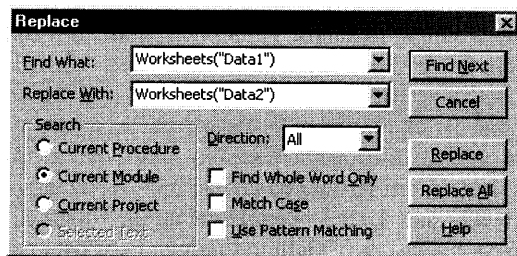 Replace
Find What: Worksheets("Data1") Find Next
Replace With: Worksheets("Data2") Cancel
Search
Direction: All
Current Procedure Replace
Current Module Find Whole Word Only
Replace All
Current Project Match Case
Selected Text Use Pattern Matching Help